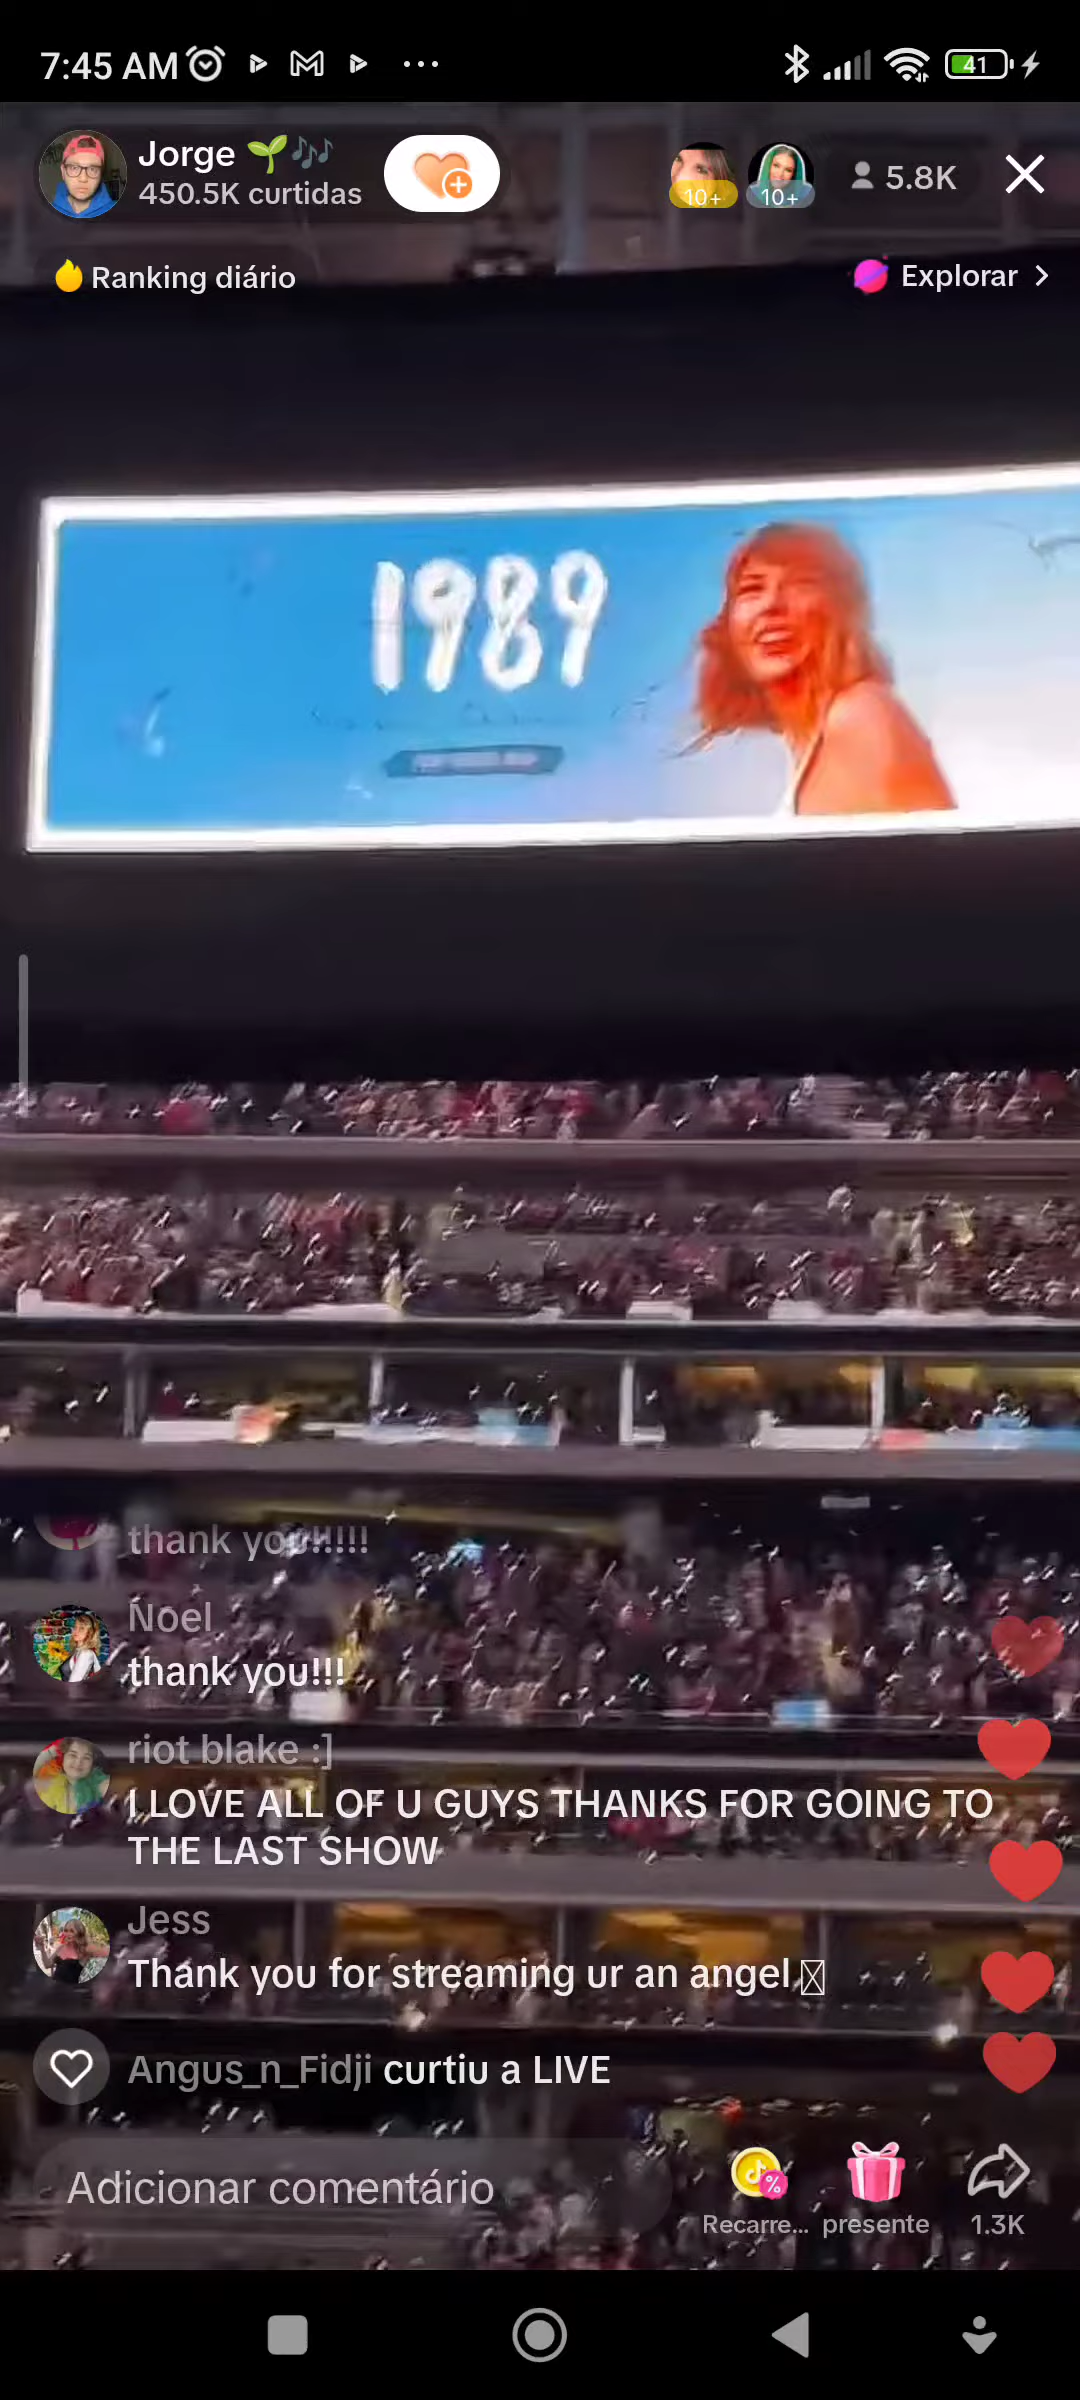 7:45 AM
41
Jorge 🌱🎶
450.5K curtidas
10+
10+
5.8K
Ranking diário
Explorar >
1989
thank you!!!!!
Noel
thank you!!!
riot blake :]
I LOVE ALL OF U GUYS THANKS FOR GOING TO
THE LAST SHOW
Jess
Thank you for streaming ur an angel
Angus_n_Fidji curtiu a LIVE
Adicionar comentário
Recarre...
presente
1.3K